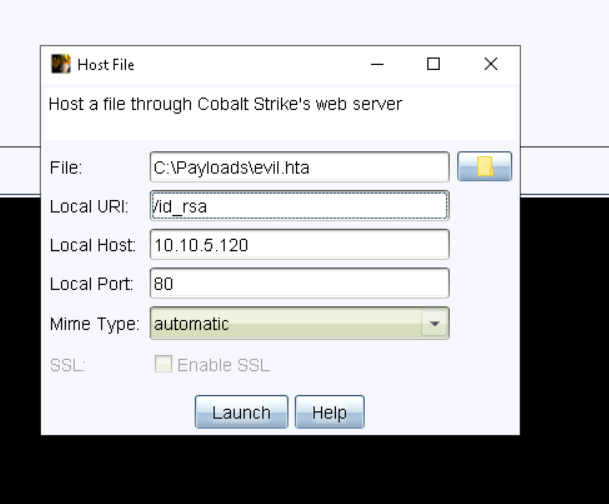 Host File
Host a file through Cobalt Strike's web server
File: C:\Payloads\evil.hta
Local URI: /id_rsa
Local Host: 10.10.5.120
Local Port: 80
Mime Type: automatic
SSL: Enable SSL
Launch Help